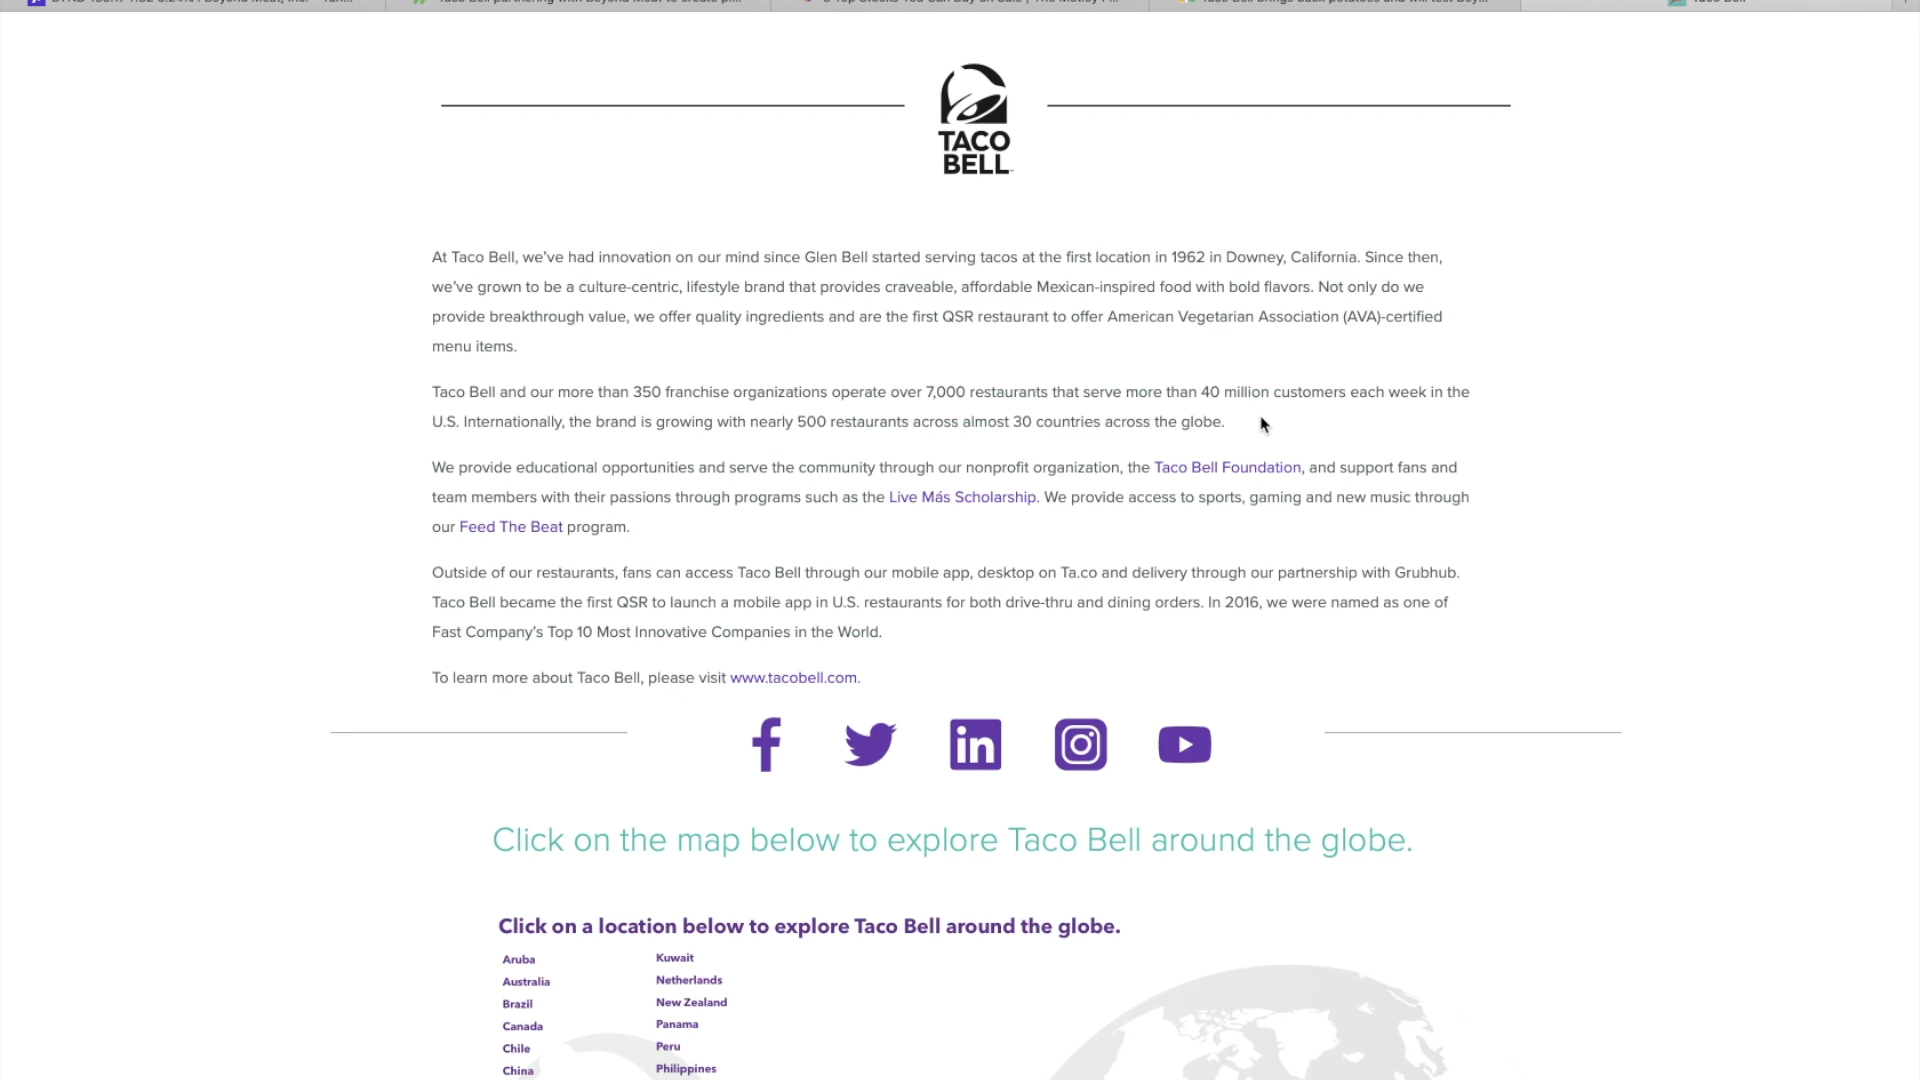 TACO
BELL
At Taco Bell, we've had innovation on our mind since Glen Bell started serving tacos at the first location in 1962 in Downey, California. Since then,
we've grown to be a culture-centric, lifestyle brand that provides craveable, affordable Mexican-inspired food with bold flavors. Not only do we
provide breakthrough value, we offer quality ingredients and are the first QSR restaurant to offer American Vegetarian Association (AVA)-certified
menu items.
Taco Bell and our more than 350 franchise organizations operate over 7,000 restaurants that serve more than 40 million customers each week in the
U.S. Internationally, the brand is growing with nearly 500 restaurants across almost 30 countries across the globe.
We provide educational opportunities and serve the community through our nonprofit organization, the Taco Bell Foundation, and support fans and
team members with their passions through programs such as the Live Más Scholarship. We provide access to sports, gaming and new music through
our Feed The Beat program.
Outside of our restaurants, fans can access Taco Bell through our mobile app, desktop on Ta.co and delivery through our partnership with Grubhub.
Taco Bell became the first QSR to launch a mobile app in U.S. restaurants for both drive-thru and dining orders. In 2016, we were named as one of
Fast Company's Top 10 Most Innovative Companies in the World.
To learn more about Taco Bell, please visit www.tacobell.com.
Click on the map below to explore Taco Bell around the globe.
Click on a location below to explore Taco Bell around the globe.
Aruba
Australia
Brazil
Canada
Chile
China
Kuwait
Netherlands
New Zealand
Panama
Peru
Philippines